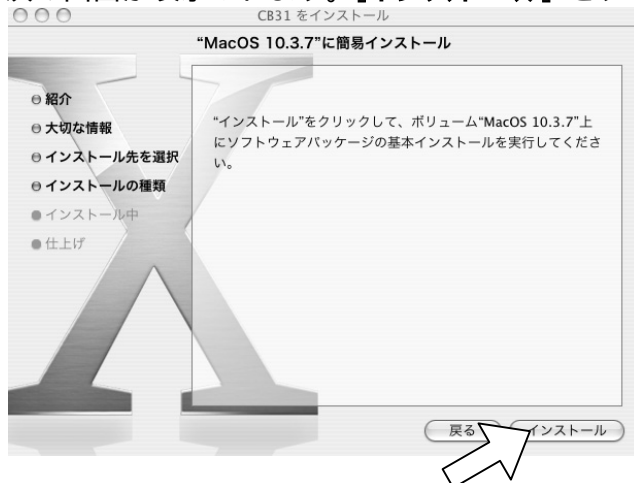 CB31 をインストール
“MacOS 10.3.7”に簡易インストール
紹介
大切な情報
インストール先を選択
インストールの種類
インストール中
仕上げ
“インストール”をクリックして、ボリューム“MacOS 10.3.7”上
にソフトウェアパッケージの基本インストールを実行してくださ
い。
戻る
インストール